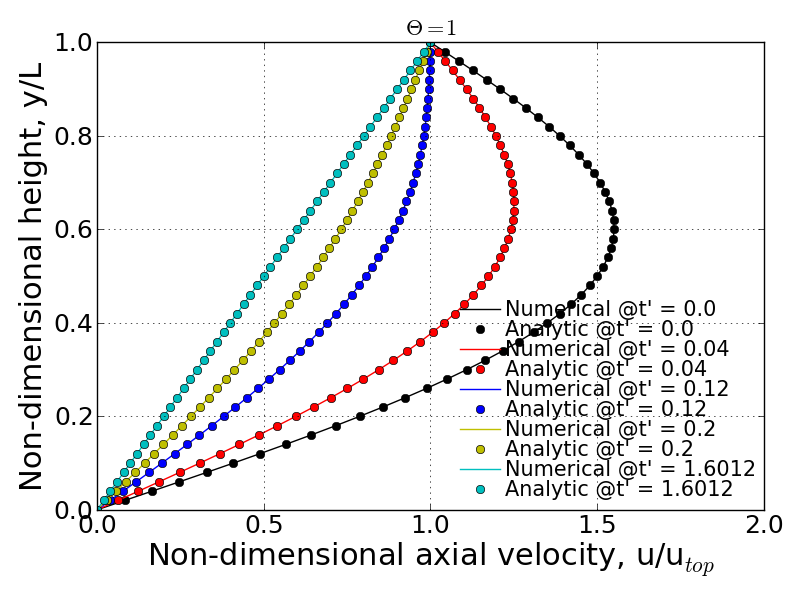 Θ = 1
Non-dimensional height, y/L
1.0
0.8
0.6
0.4
0.2
0.0
Numerical @t' = 0.0
Analytic @t' = 0.0
Numerical @t' = 0.04
Analytic @t' = 0.04
Numerical @t' = 0.12
Analytic @t' = 0.12
Numerical @t' = 0.2
Analytic @t' = 0.2
Numerical @t' = 1.6012
Analytic @t' = 1.6012
0.0 0.5 1.0 1.5 2.0
Non-dimensional axial velocity, u/u_top